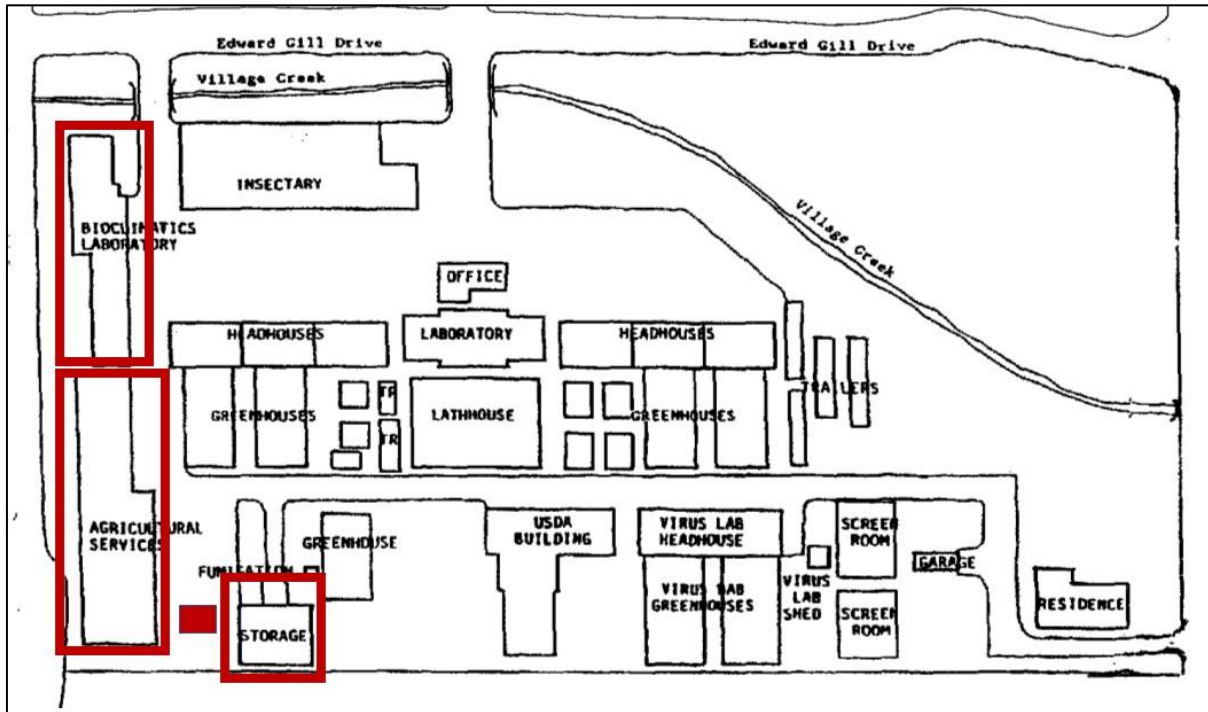 Edward Gill Drive
Edward Gill Drive
Village Creek
INSECTARY
BIOCLIMATICS
LABORATORY
Village Creek
OFFICE
HEADHOUSES
LABORATORY
HEADHOUSES
TRAILERS
GREENHOUSES
TR
LATHHOUSE
GREENHOUSES
TR
AGRICULTURAL
SERVICES
GREENHOUSE
USDA
BUILDING
VIRUS LAB
HEADHOUSE
SCREEN
ROOM
FUMIGATION
GARAGE
VIRUS LAB
GREENHOUSES
VIRUS
LAB
SHED
SCREEN
ROOM
RESIDENCE
STORAGE